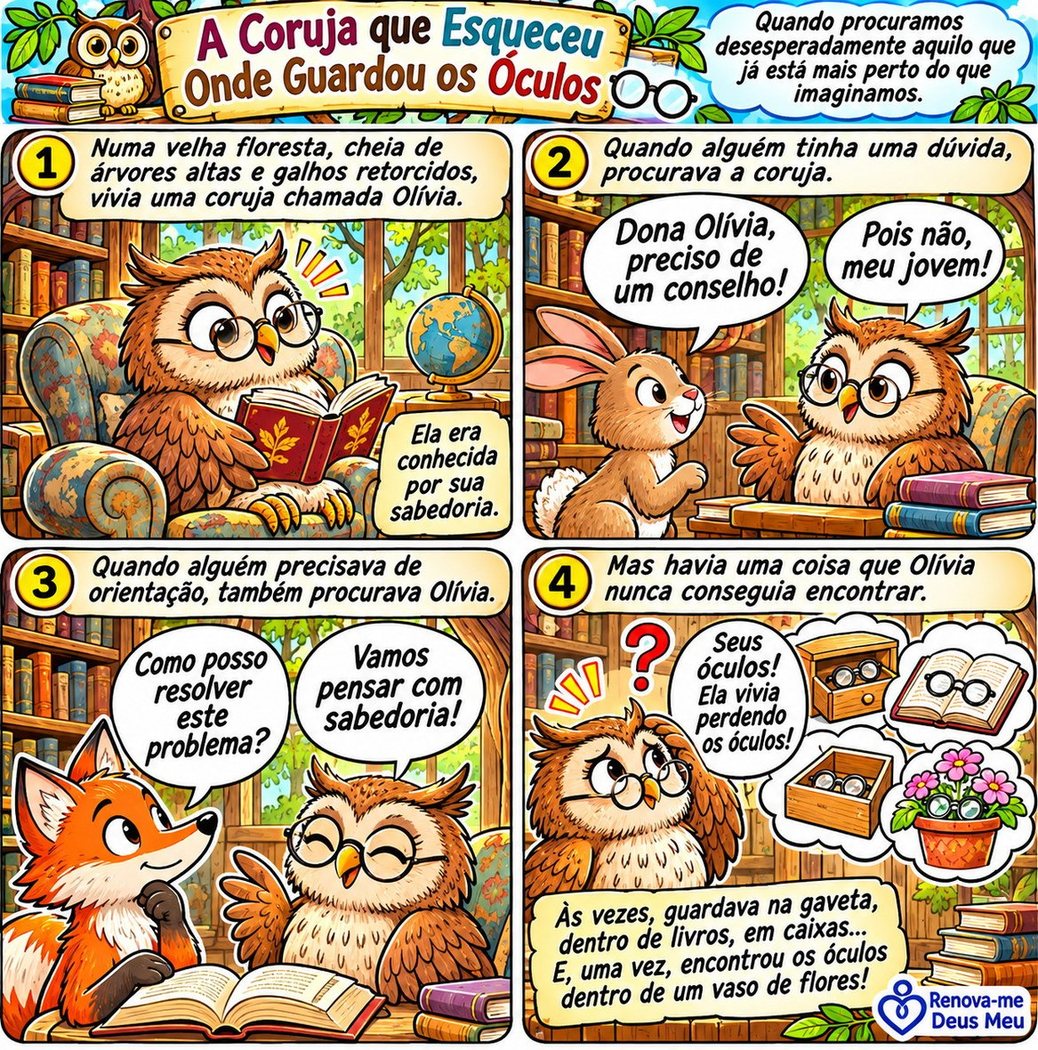 A Coruja que Esqueceu
Onde Guardou os Óculos
Quando procuramos
desesperadamente aquilo que
já está mais perto do que
imaginamos.
1
Numa velha floresta, cheia de
árvores altas e galhos retorcidos,
vivia uma coruja chamada Olívia.
Ela era
conhecida
por sua
sabedoria.
2
Quando alguém tinha uma dúvida,
procurava a coruja.
Dona Olívia,
preciso de
um conselho!
Pois não,
meu jovem!
3
Quando alguém precisava de
orientação, também procurava Olívia.
Como posso
resolver
este
problema?
Vamos
pensar com
sabedoria!
4
Mas havia uma coisa que Olívia
nunca conseguia encontrar.
?
Seus
óculos!
Ela vivia
perdendo
os óculos!
Às vezes, guardava na gaveta,
dentro de livros, em caixas...
E, uma vez, encontrou os óculos
dentro de um vaso de flores!
Renova-me
Deus Meu